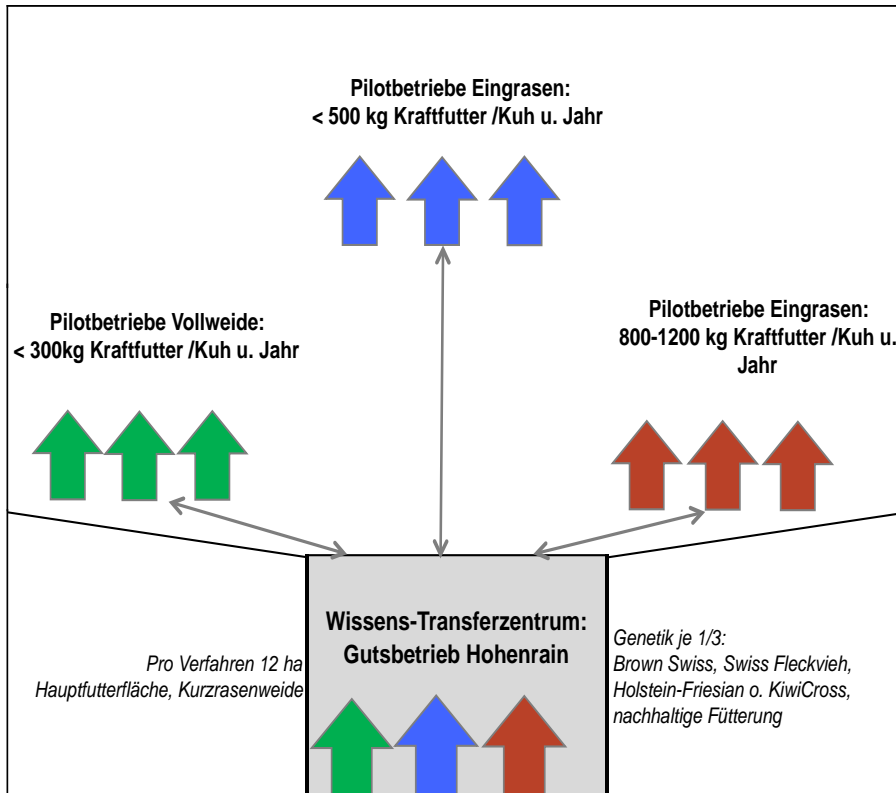 Pilotbetriebe Eingrasen:
< 500 kg Kraftfutter /Kuh u. Jahr
Pilotbetriebe Vollweide:
< 300kg Kraftfutter /Kuh u. Jahr
Pilotbetriebe Eingrasen:
800-1200 kg Kraftfutter /Kuh u.
Jahr
Wissens-Transferzentrum:
Gutsbetrieb Hohenrain
Pro Verfahren 12 ha
Hauptfutterfläche, Kurzrasenweide
Genetik je 1/3:
Brown Swiss, Swiss Fleckvieh,
Holstein-Friesian o. KiwiCross,
nachhaltige Fütterung